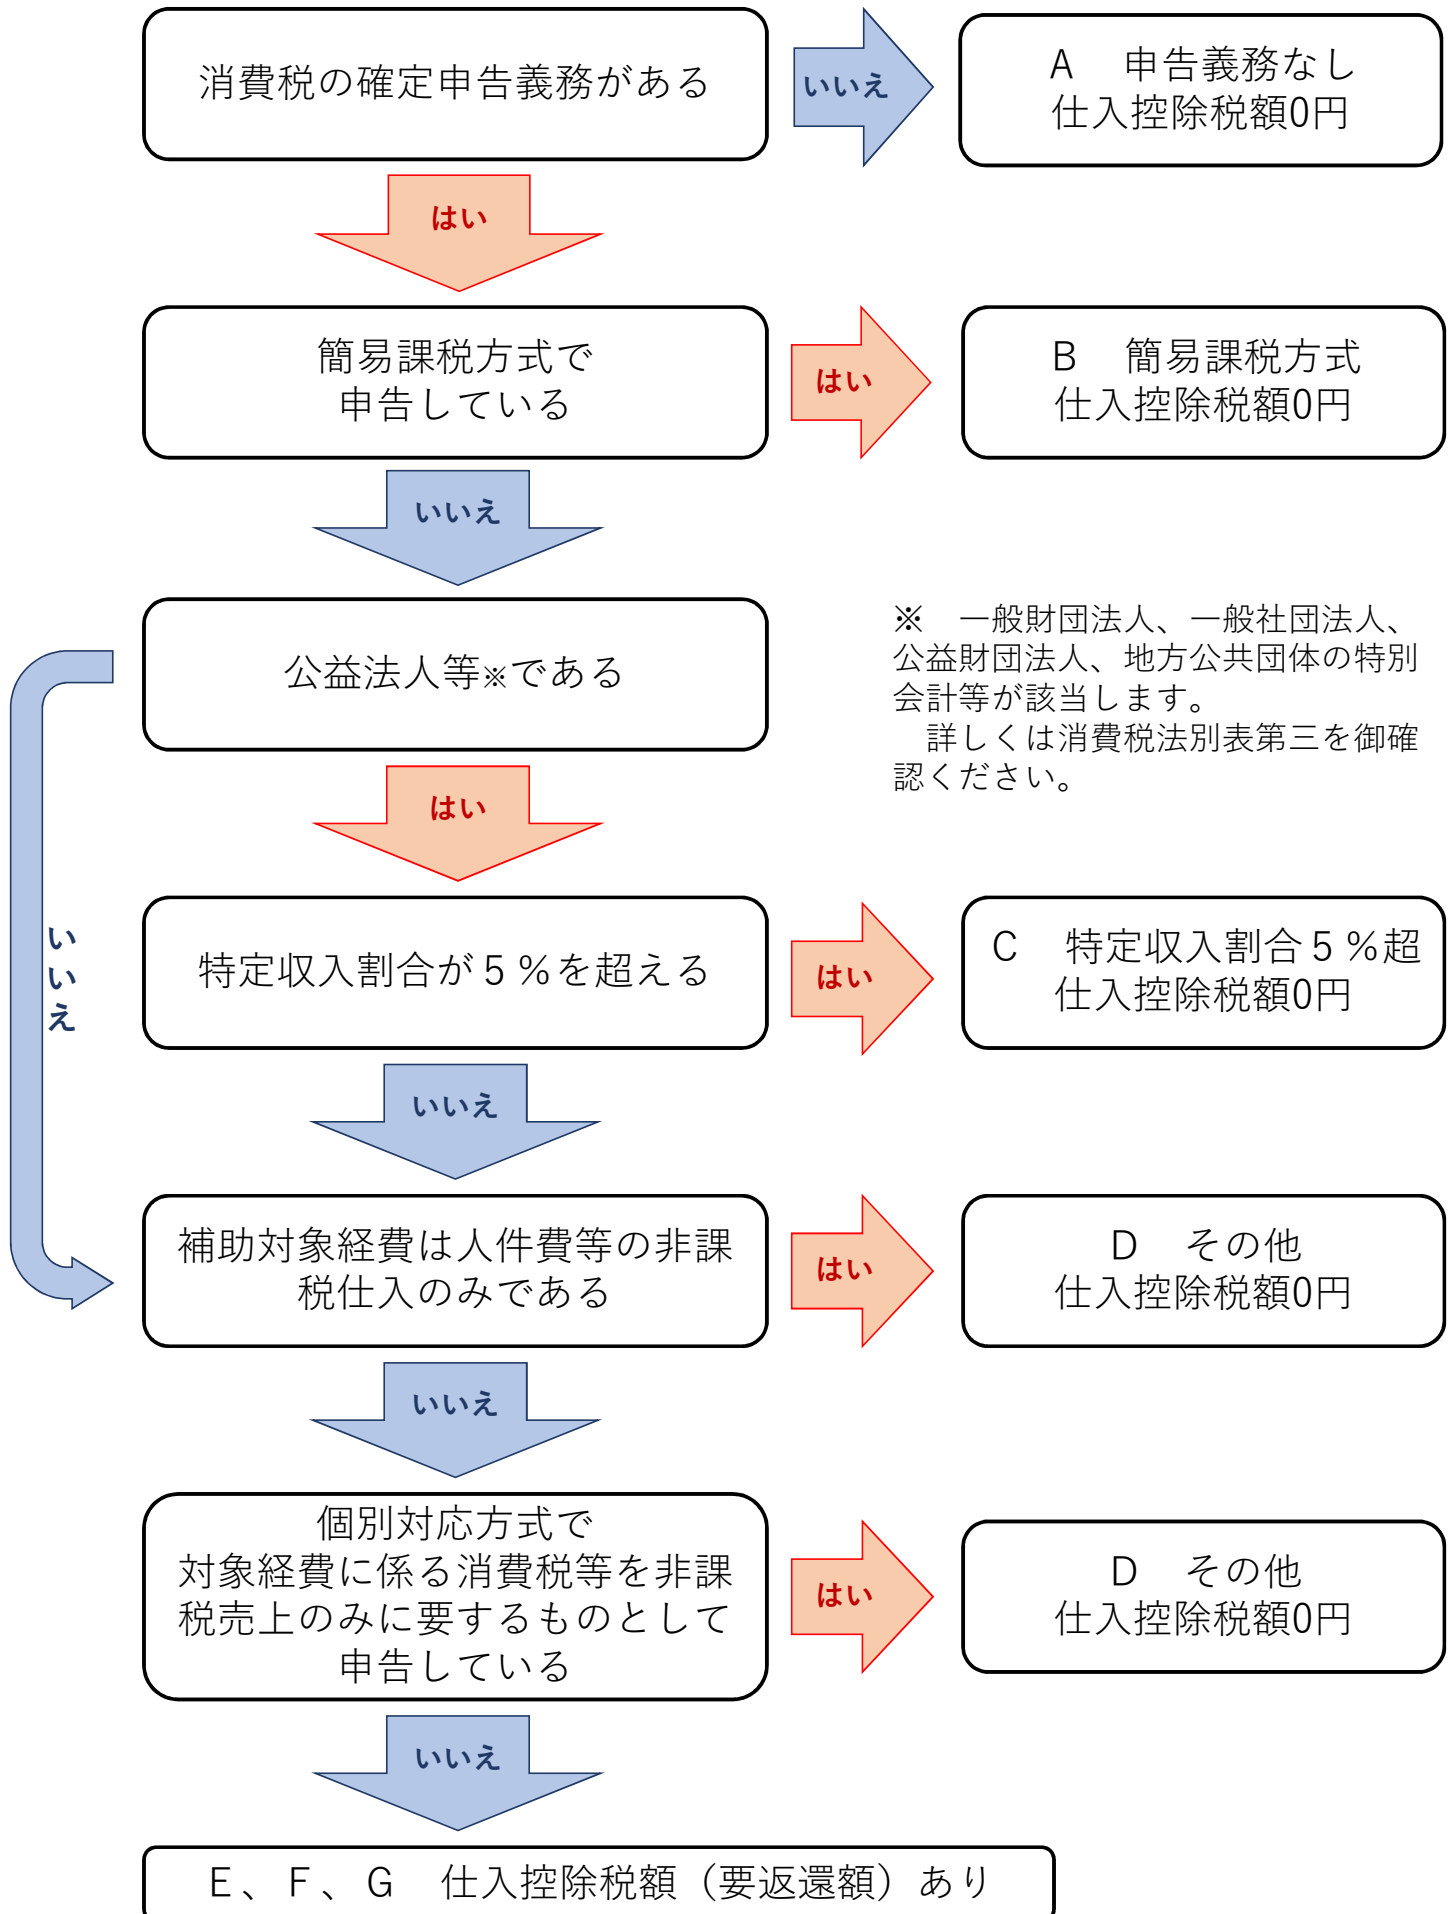 消費税の確定申告義務がある
いいえ
A　申告義務なし
仕入控除税額0円
はい
簡易課税方式で
申告している
はい
B　簡易課税方式
仕入控除税額0円
いいえ
公益法人等※である
※　一般財団法人、一般社団法人、
公益財団法人、地方公共団体の特別
会計等が該当します。
　詳しくは消費税法別表第三を御確
認ください。
はい
いいえ
特定収入割合が５％を超える
はい
C　特定収入割合５％超
仕入控除税額0円
いいえ
補助対象経費は人件費等の非課
税仕入のみである
はい
D　その他
仕入控除税額0円
いいえ
個別対応方式で
対象経費に係る消費税等を非課
税売上のみに要するものとして
申告している
はい
D　その他
仕入控除税額0円
いいえ
E、F、G　仕入控除税額（要返還額）あり